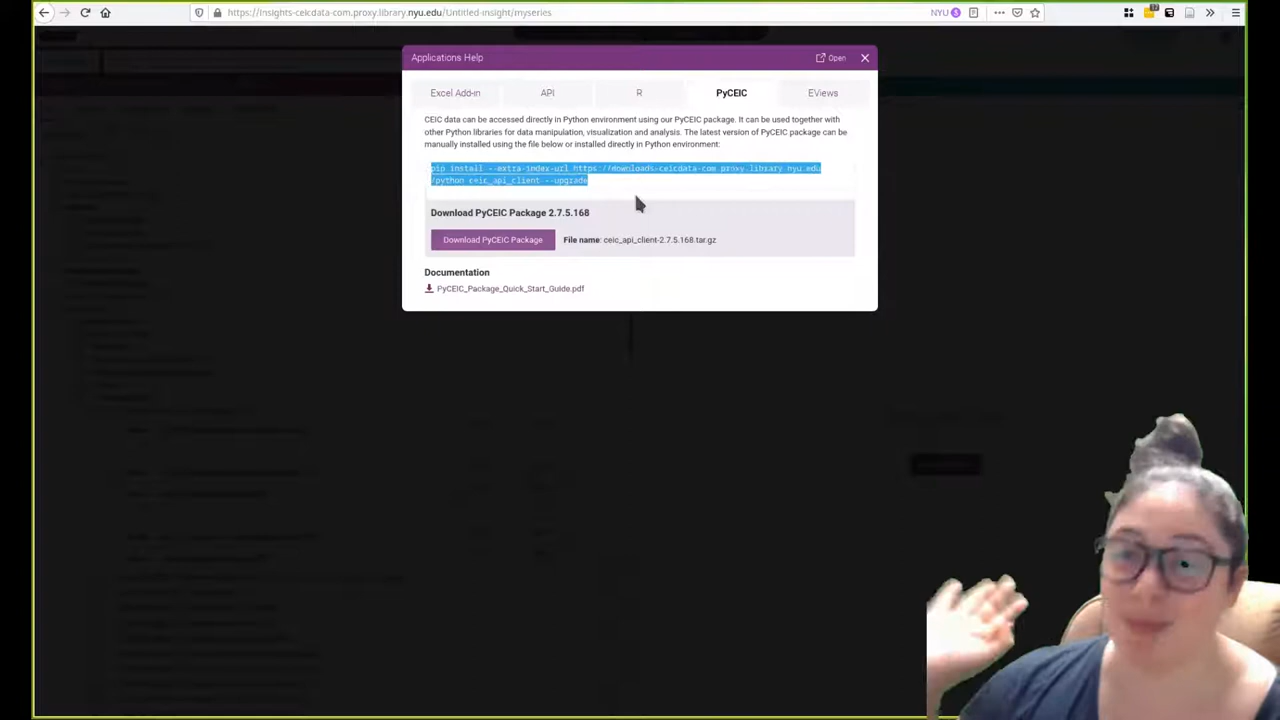 https://insights-ceicdata-com.proxy.library.nyu.edu/Untitled-insight/myseries
NYU
12
Applications Help
Open
Excel Add-in
API
R
PyCEIC
EViews
CEIC data can be accessed directly in Python environment using our PyCEIC package. It can be used together with
other Python libraries for data manipulation, visualization and analysis. The latest version of PyCEIC package can be
manually installed using the file below or installed directly in Python environment:
pip install --extra-index-url https://downloads-ceicdata-com.proxy.library.nyu.edu
/python ceic_api_client --upgrade
Download PyCEIC Package 2.7.5.168
Download PyCEIC Package
File name: ceic_api_client-2.7.5.168.tar.gz
Documentation
PyCEIC_Package_Quick_Start_Guide.pdf